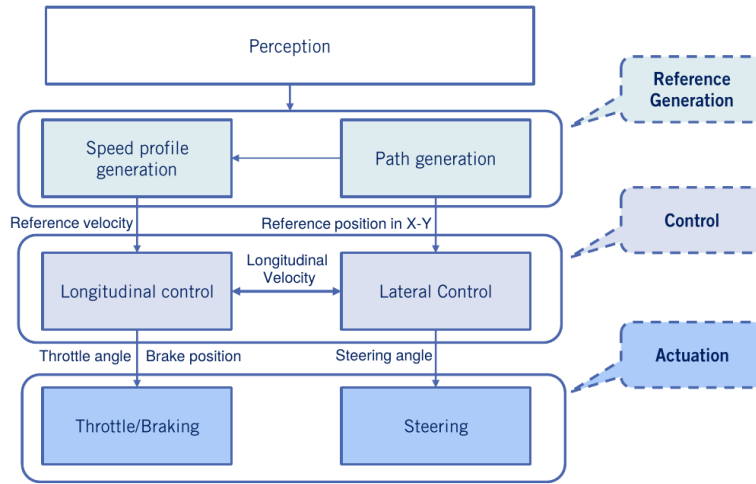 Perception
Reference
Generation
Speed profile
generation
Path generation
Reference velocity
Reference position in X-Y
Control
Longitudinal
Velocity
Longitudinal control
Lateral Control
Throttle angle
Brake position
Steering angle
Actuation
Throttle/Braking
Steering